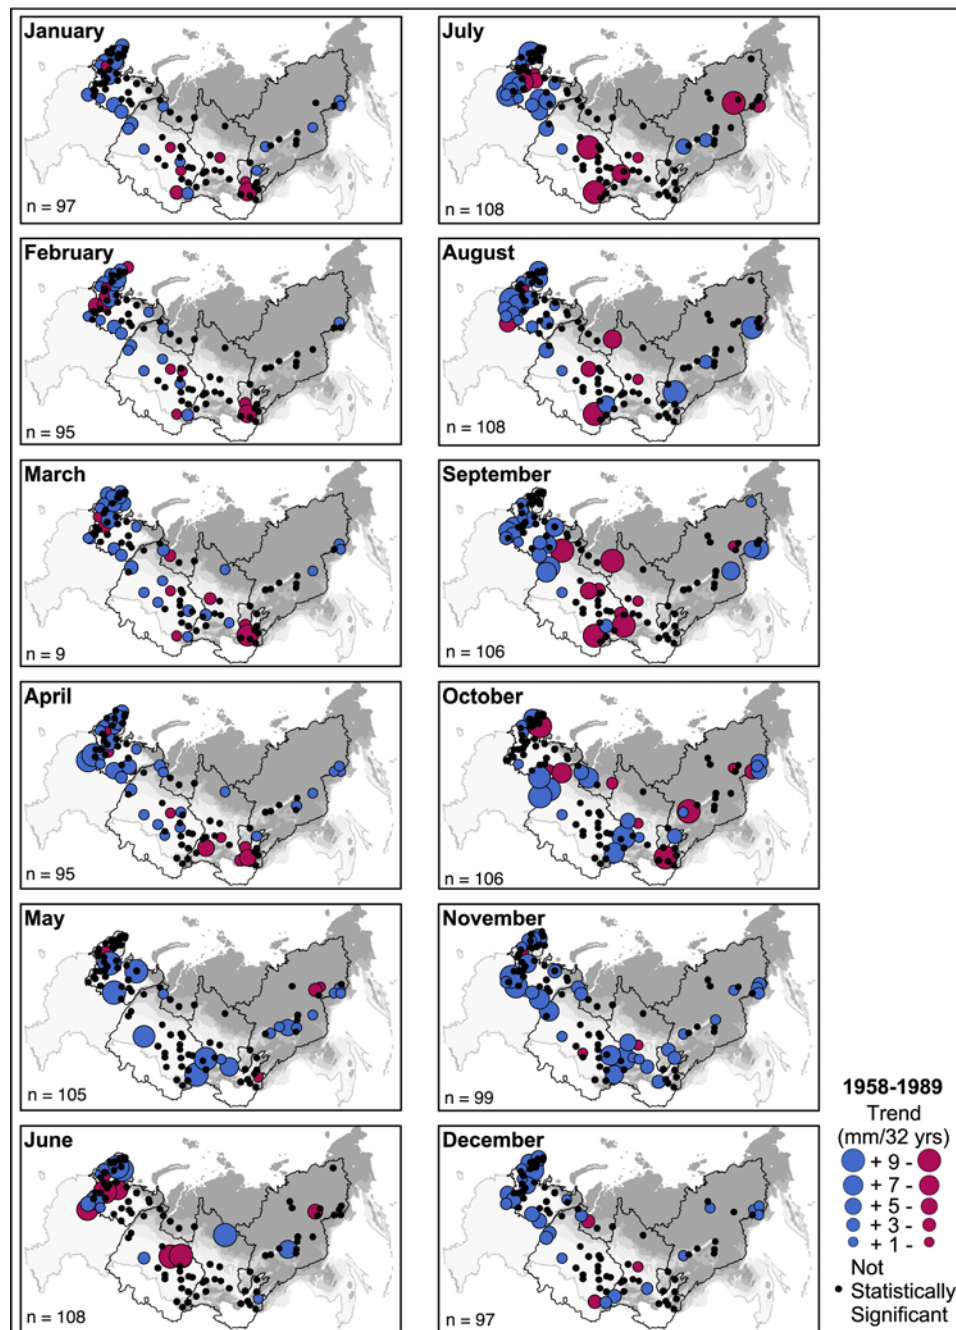 January
n = 97
July
n = 108
February
n = 95
August
n = 108
March
n = 9
September
n = 106
April
n = 95
October
n = 106
May
n = 105
November
n = 99
June
n = 108
December
n = 97
1958-1989
Trend
(mm/32 yrs)
+ 9 -
+ 7 -
+ 5 -
+ 3 -
+ 1 -
Not
Statistically
Significant